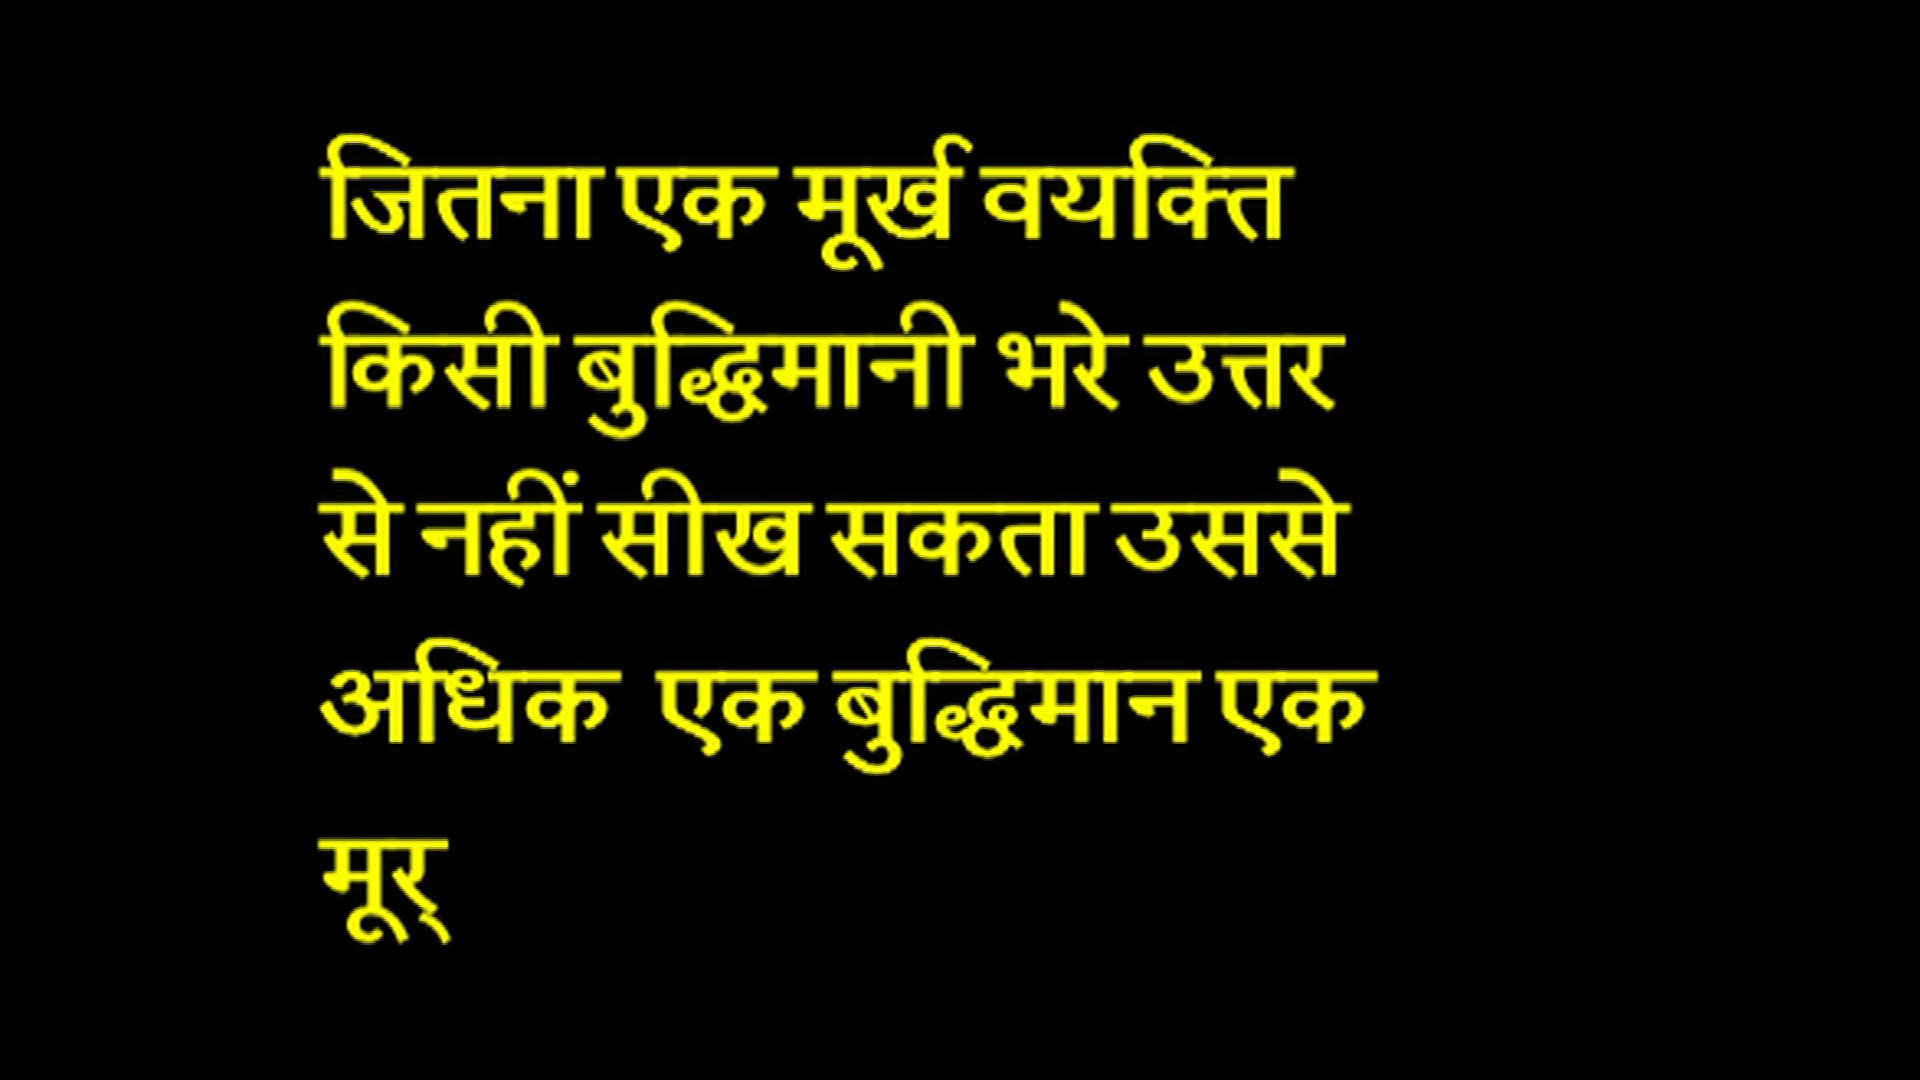 जितना एक मूर्ख वयक्ति
किसी बुद्धिमानी भरे उत्तर
से नहीं सीख सकता उससे
अधिक  एक बुद्धिमान एक
मूर्